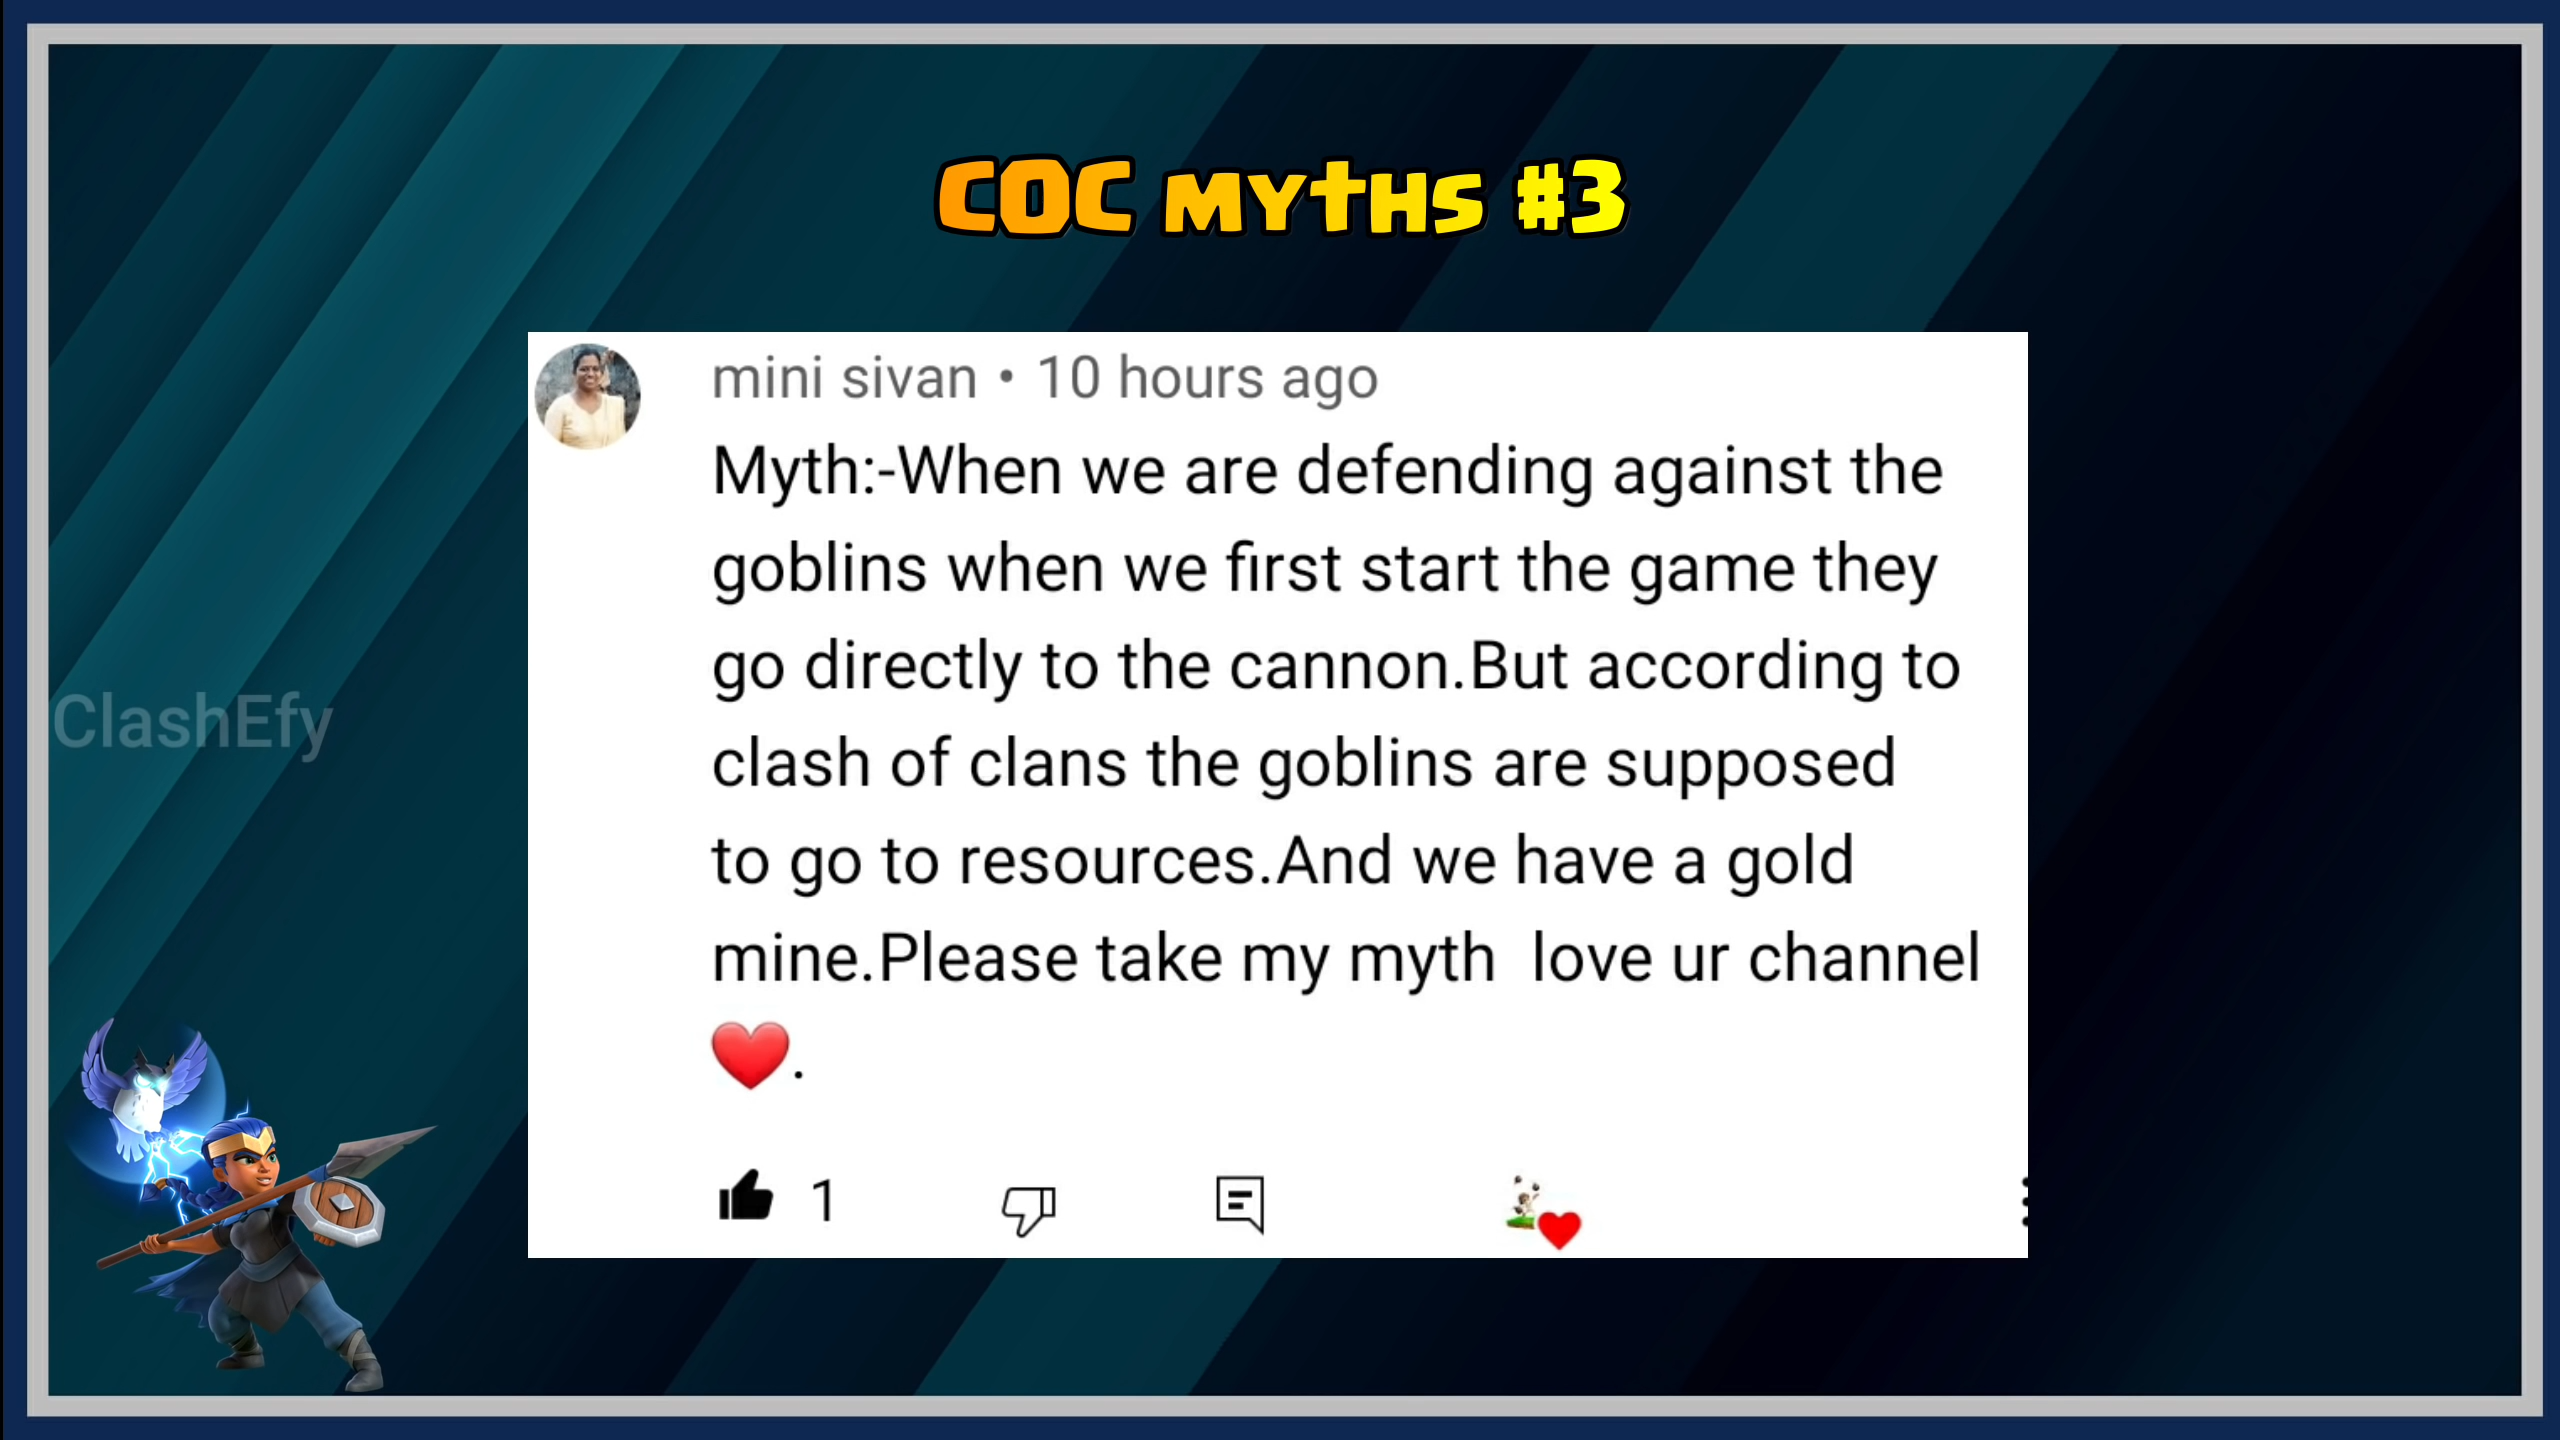 COC MYTHS #3
mini sivan • 10 hours ago
Myth:-When we are defending against the
goblins when we first start the game they
go directly to the cannon.But according to
clash of clans the goblins are supposed
to go to resources.And we have a gold
mine.Please take my myth  love ur channel
❤️.
1
ClashEfy